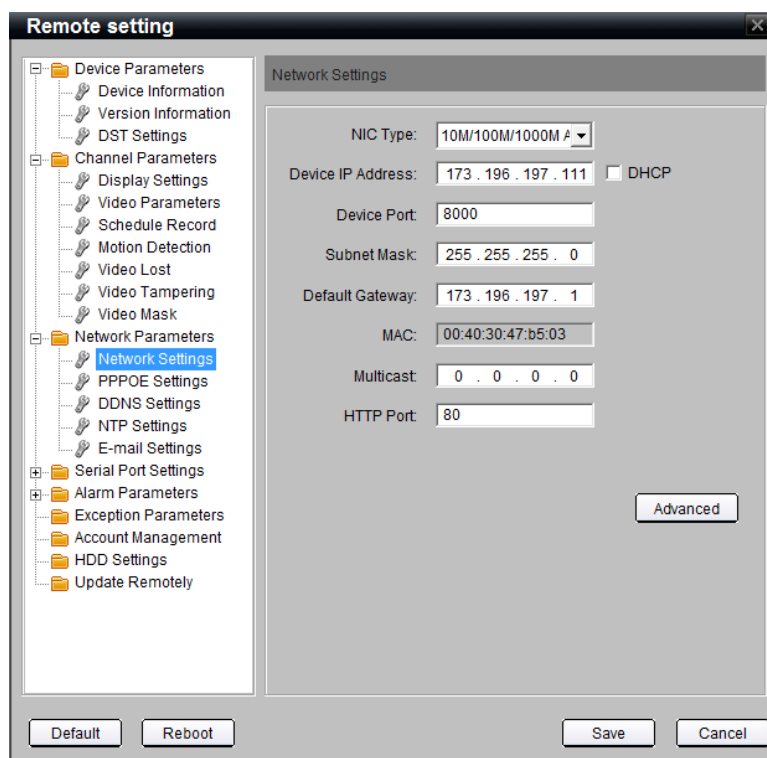 Remote setting
Device Parameters
Device Information
Version Information
DST Settings
Channel Parameters
Display Settings
Video Parameters
Schedule Record
Motion Detection
Video Lost
Video Tampering
Video Mask
Network Parameters
Network Settings
PPPOE Settings
DDNS Settings
NTP Settings
E-mail Settings
Serial Port Settings
Alarm Parameters
Exception Parameters
Account Management
HDD Settings
Update Remotely
Network Settings
NIC Type: 10M/100M/1000M A
Device IP Address: 173 . 196 . 197 . 111 DHCP
Device Port: 8000
Subnet Mask: 255 . 255 . 255 . 0
Default Gateway: 173 . 196 . 197 . 1
MAC: 00:40:30:47:b5:03
Multicast: 0 . 0 . 0 . 0
HTTP Port: 80
Advanced
Default Reboot Save Cancel